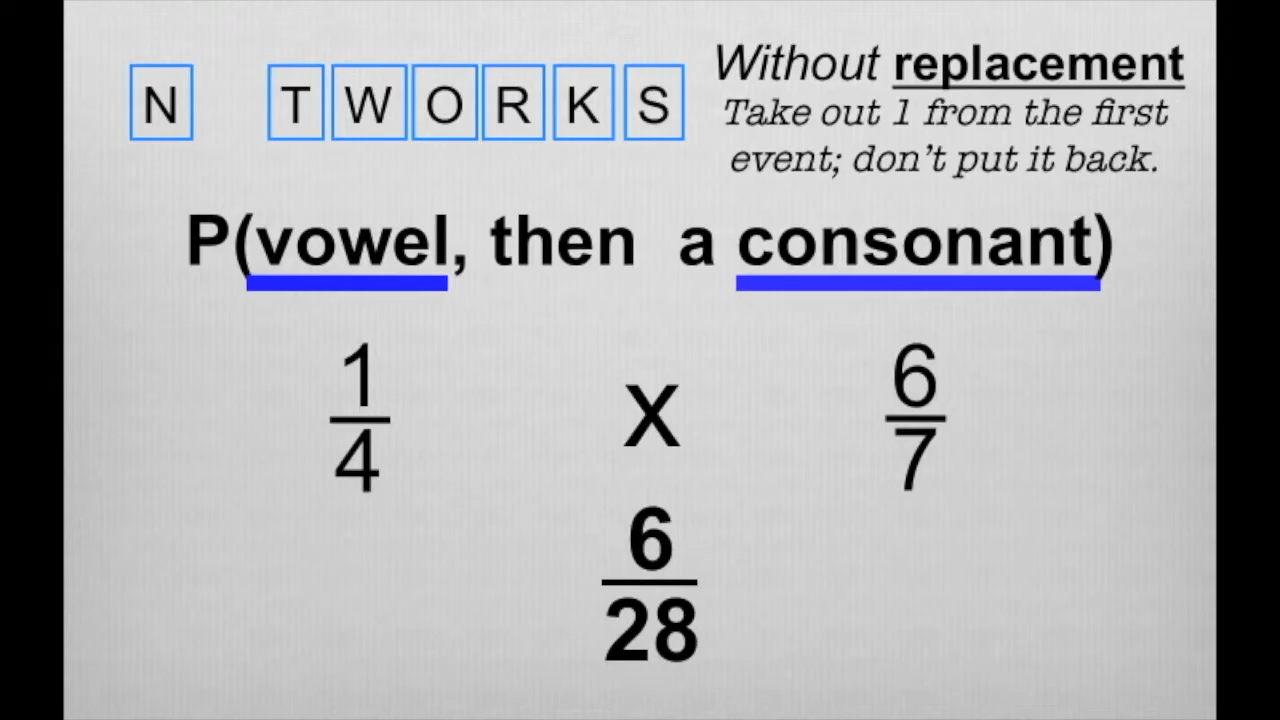 N T W O R K S
Without replacement
Take out 1 from the first
event; don't put it back.
P(vowel, then a consonant)
1
4
X
6
7
6
28